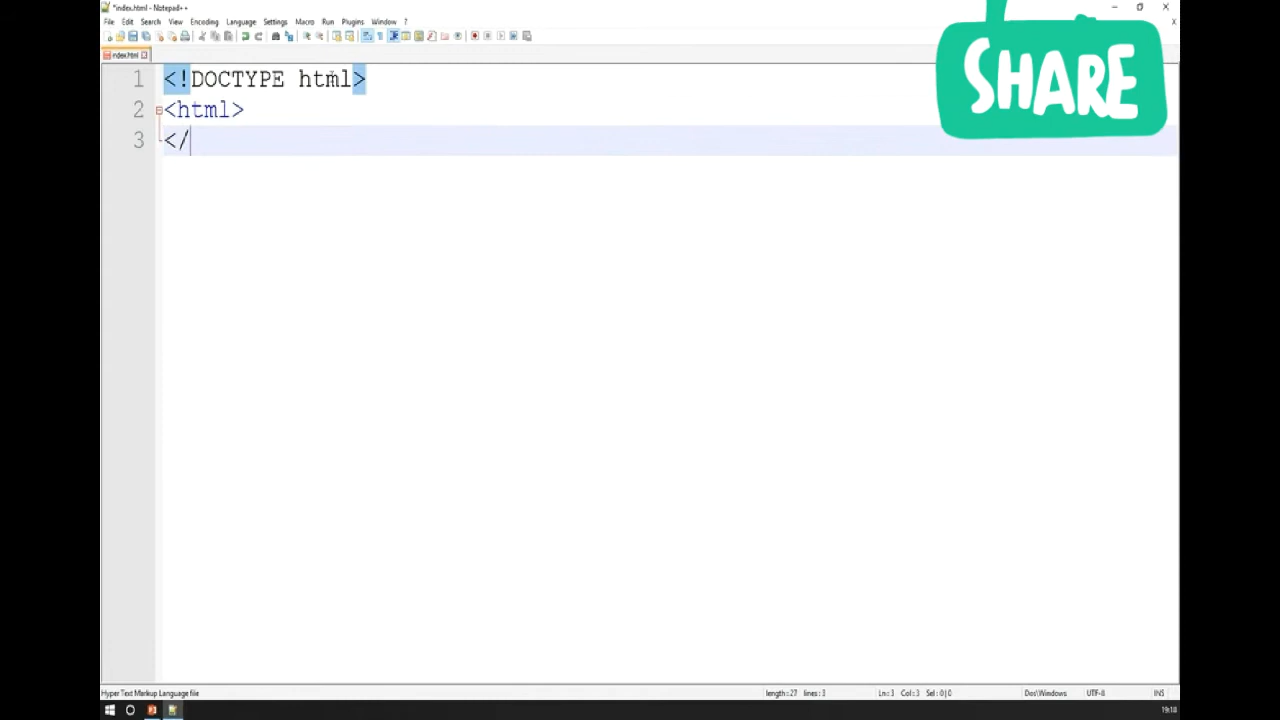 *index.html - Notepad++
File Edit Search View Encoding Language Settings Macro Run Plugins Window ?
index.html
1 <!DOCTYPE html>
2 <html>
3 </
SHARE
Hyper Text Markup Language file length:27 lines:3 Ln:3 Col:3 Sel:0|0 Dos\Windows UTF-8 INS
19:18